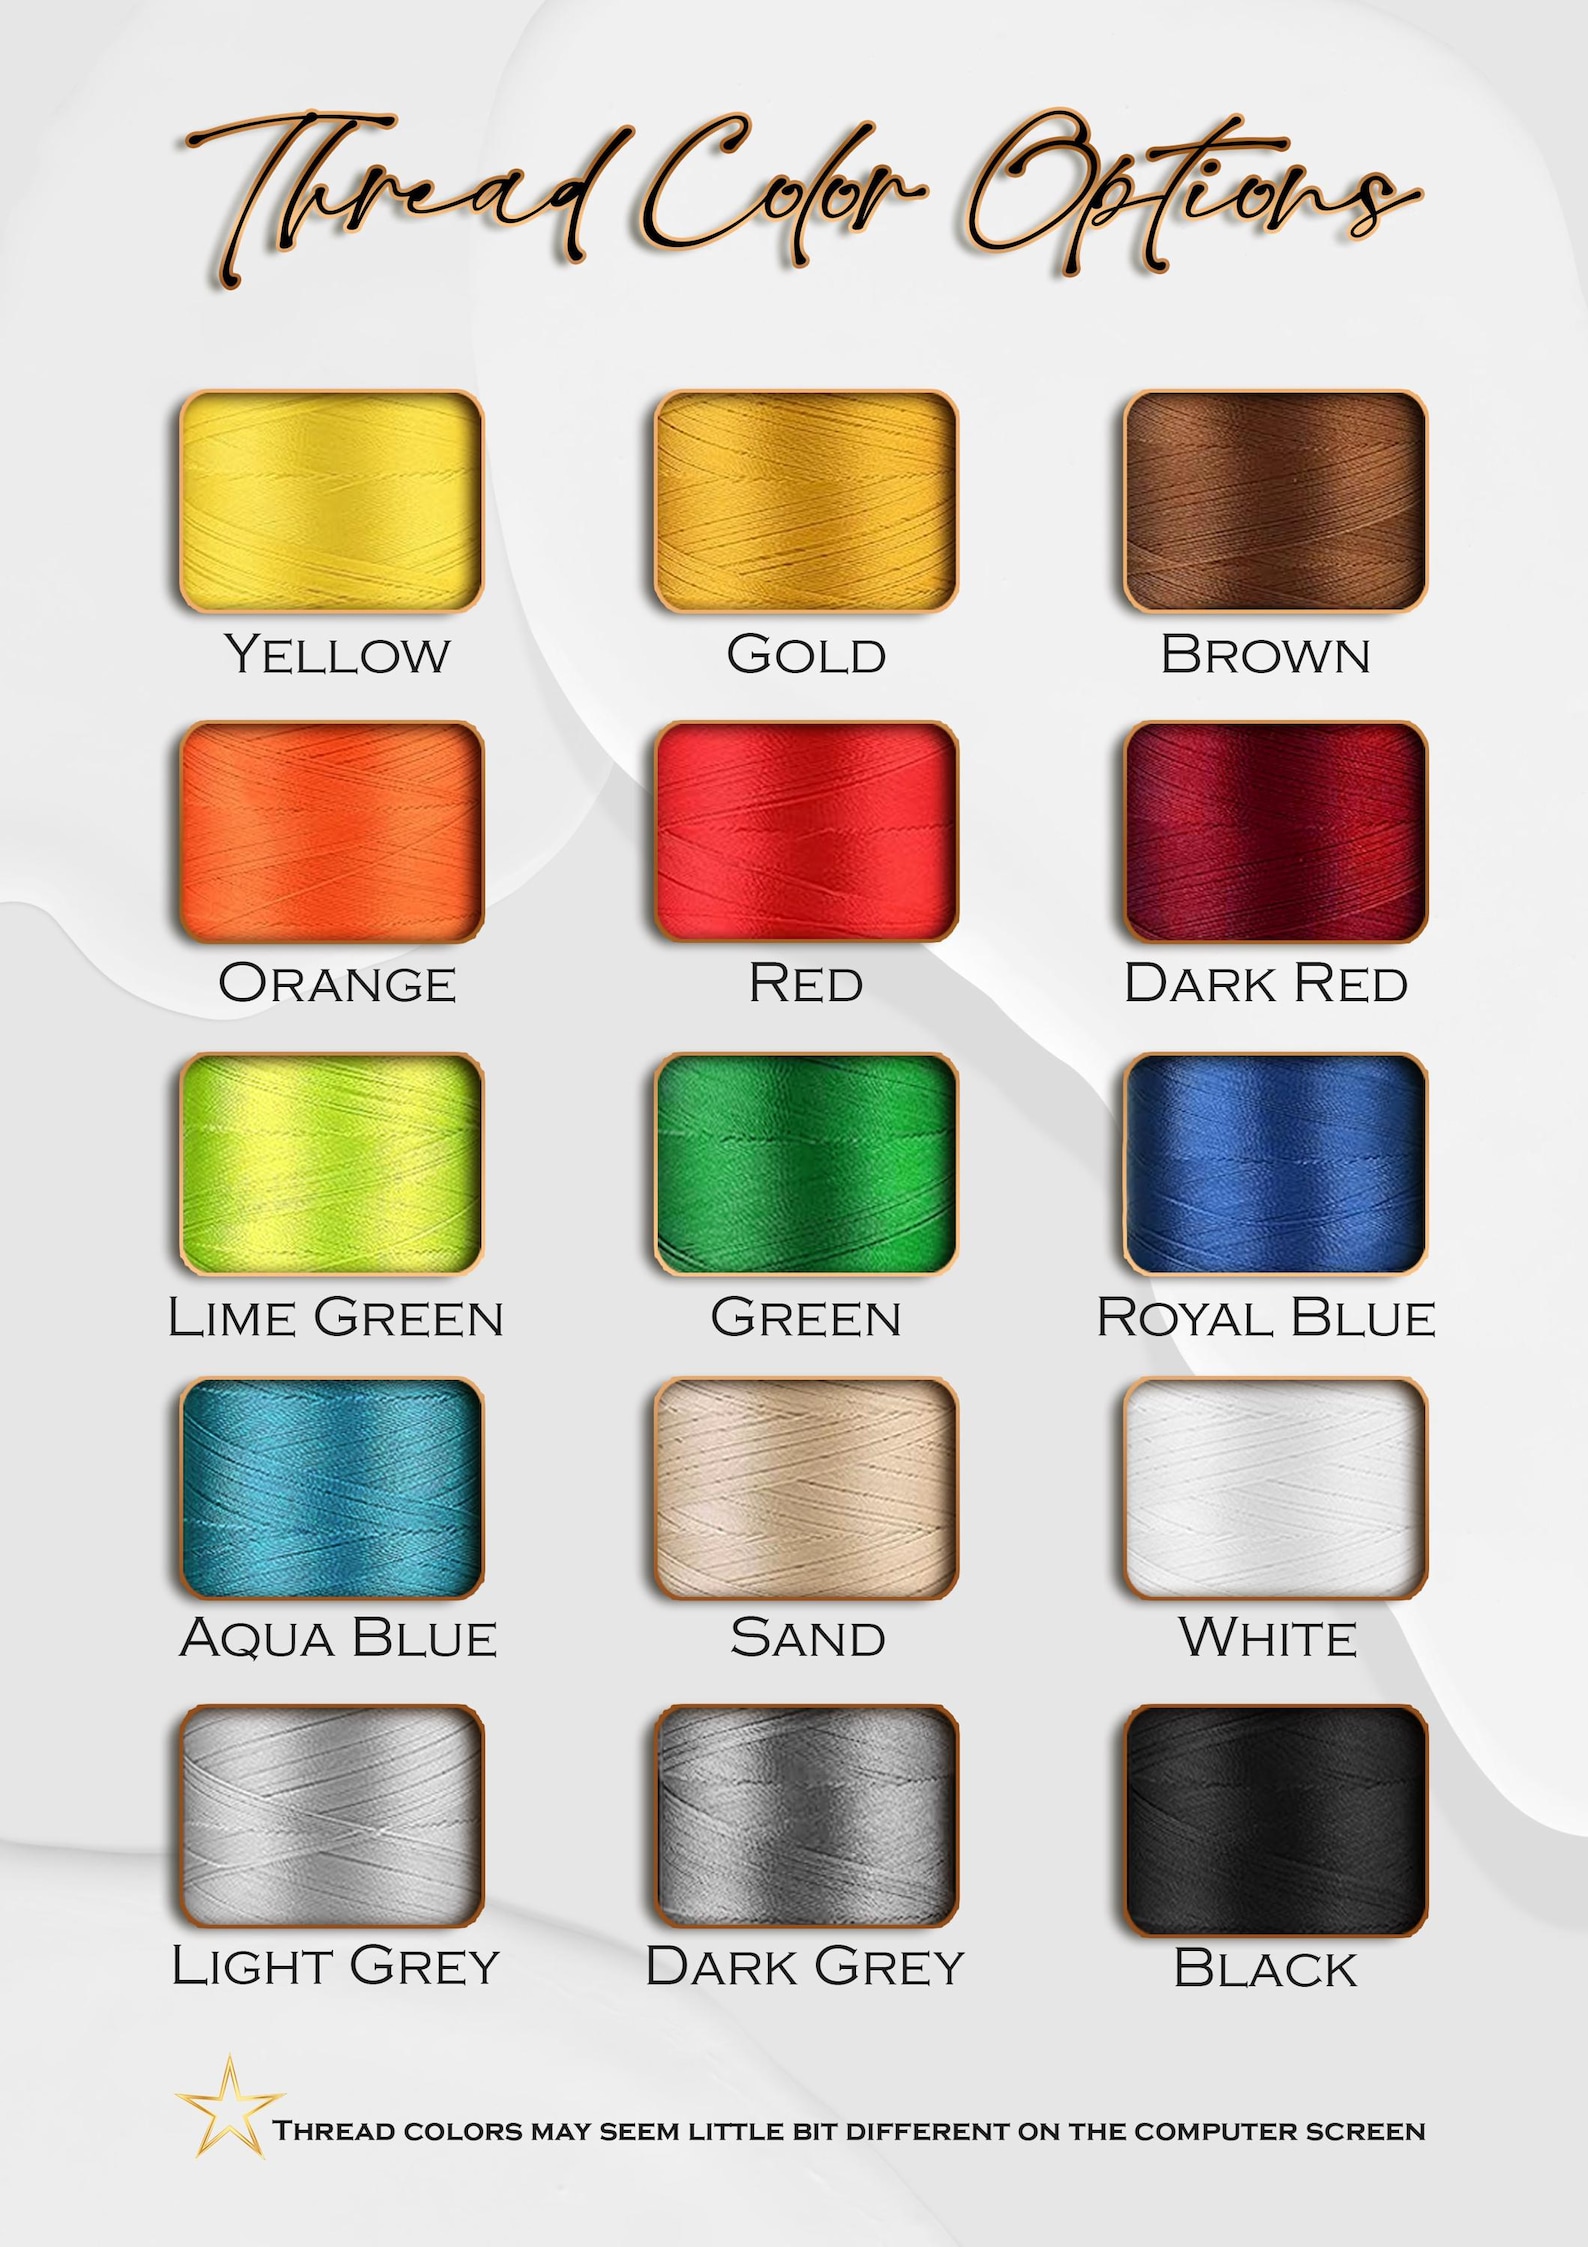 Thread Color Options
Yellow Gold Brown
Orange Red Dark Red
Lime Green Green Royal Blue
Aqua Blue Sand White
Light Grey Dark Grey Black
Thread colors may seem little bit different on the computer screen